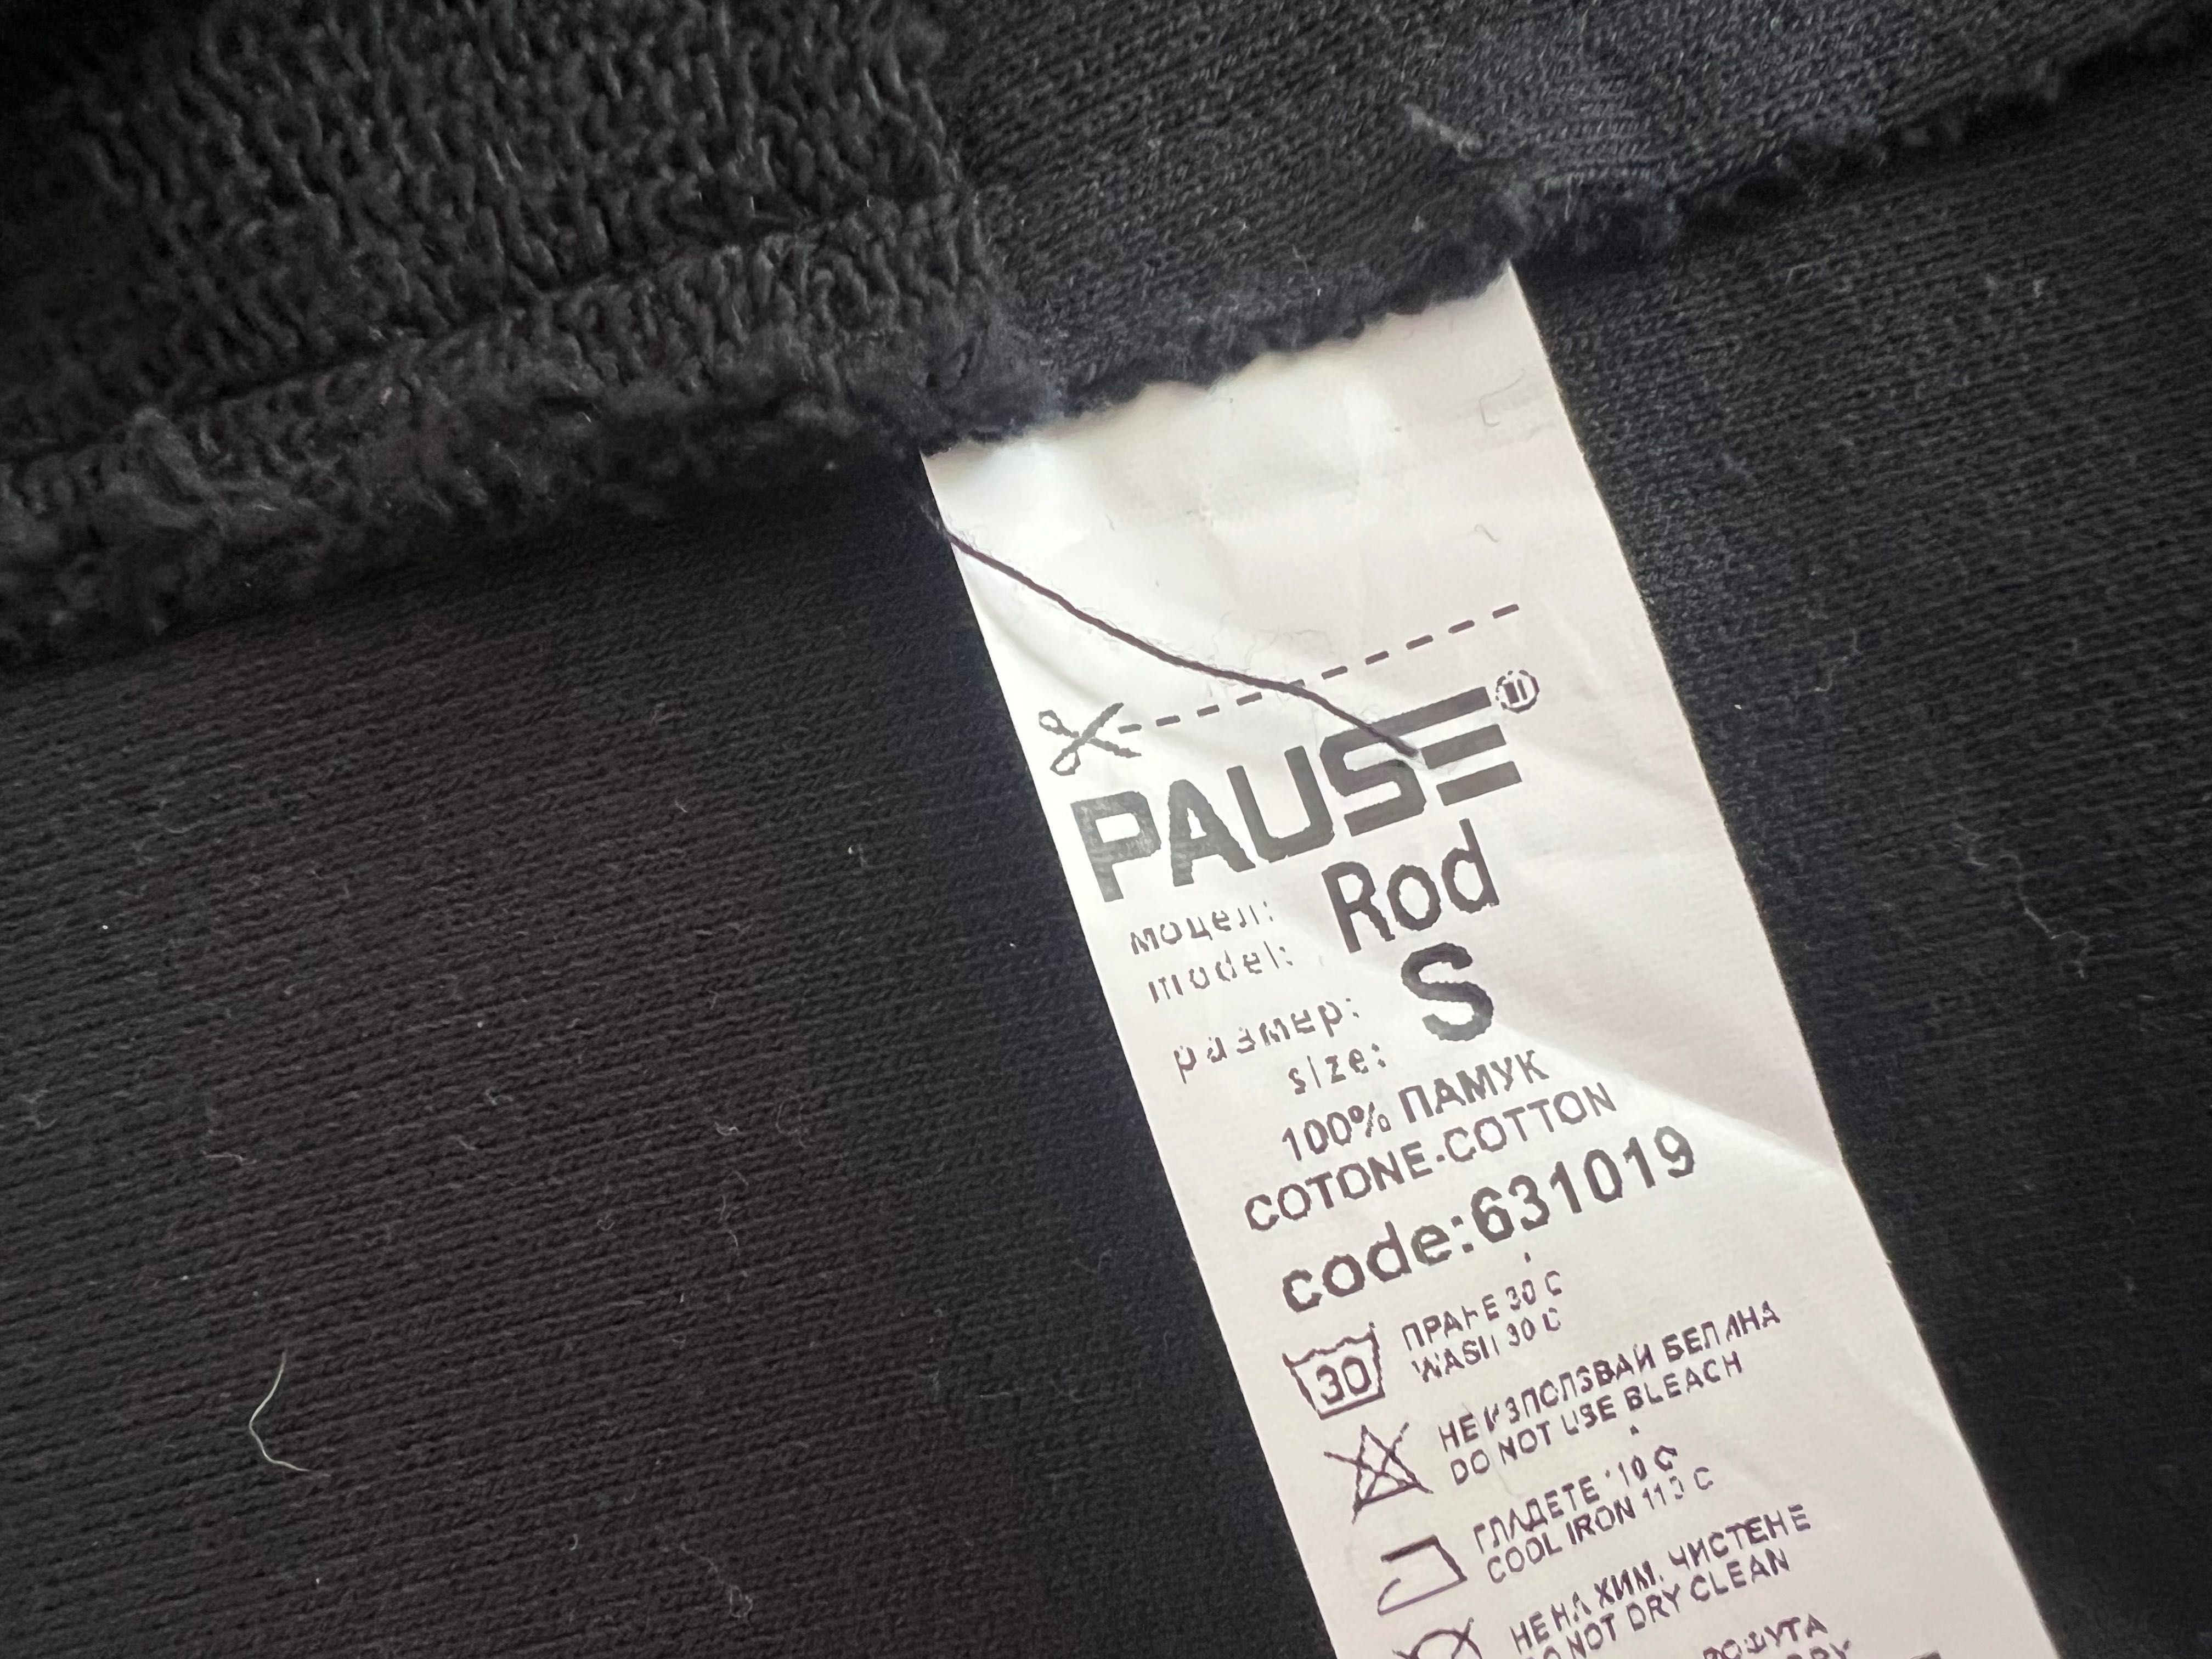 PAUSE®
модел: Rod
model:
размер: S
size:
100% ПАМУК
COTONE-COTTON
code:631019
30
ПРАНЕ 30 C
WASH 30 C
НЕ ИЗПОЛЗВАЙ БЕЛИНА
DO NOT USE BLEACH
ГЛАДЕТЕ 110 C
COOL IRON 110 C
НЕ НА ХИМ. ЧИСТЕНЕ
DO NOT DRY CLEAN